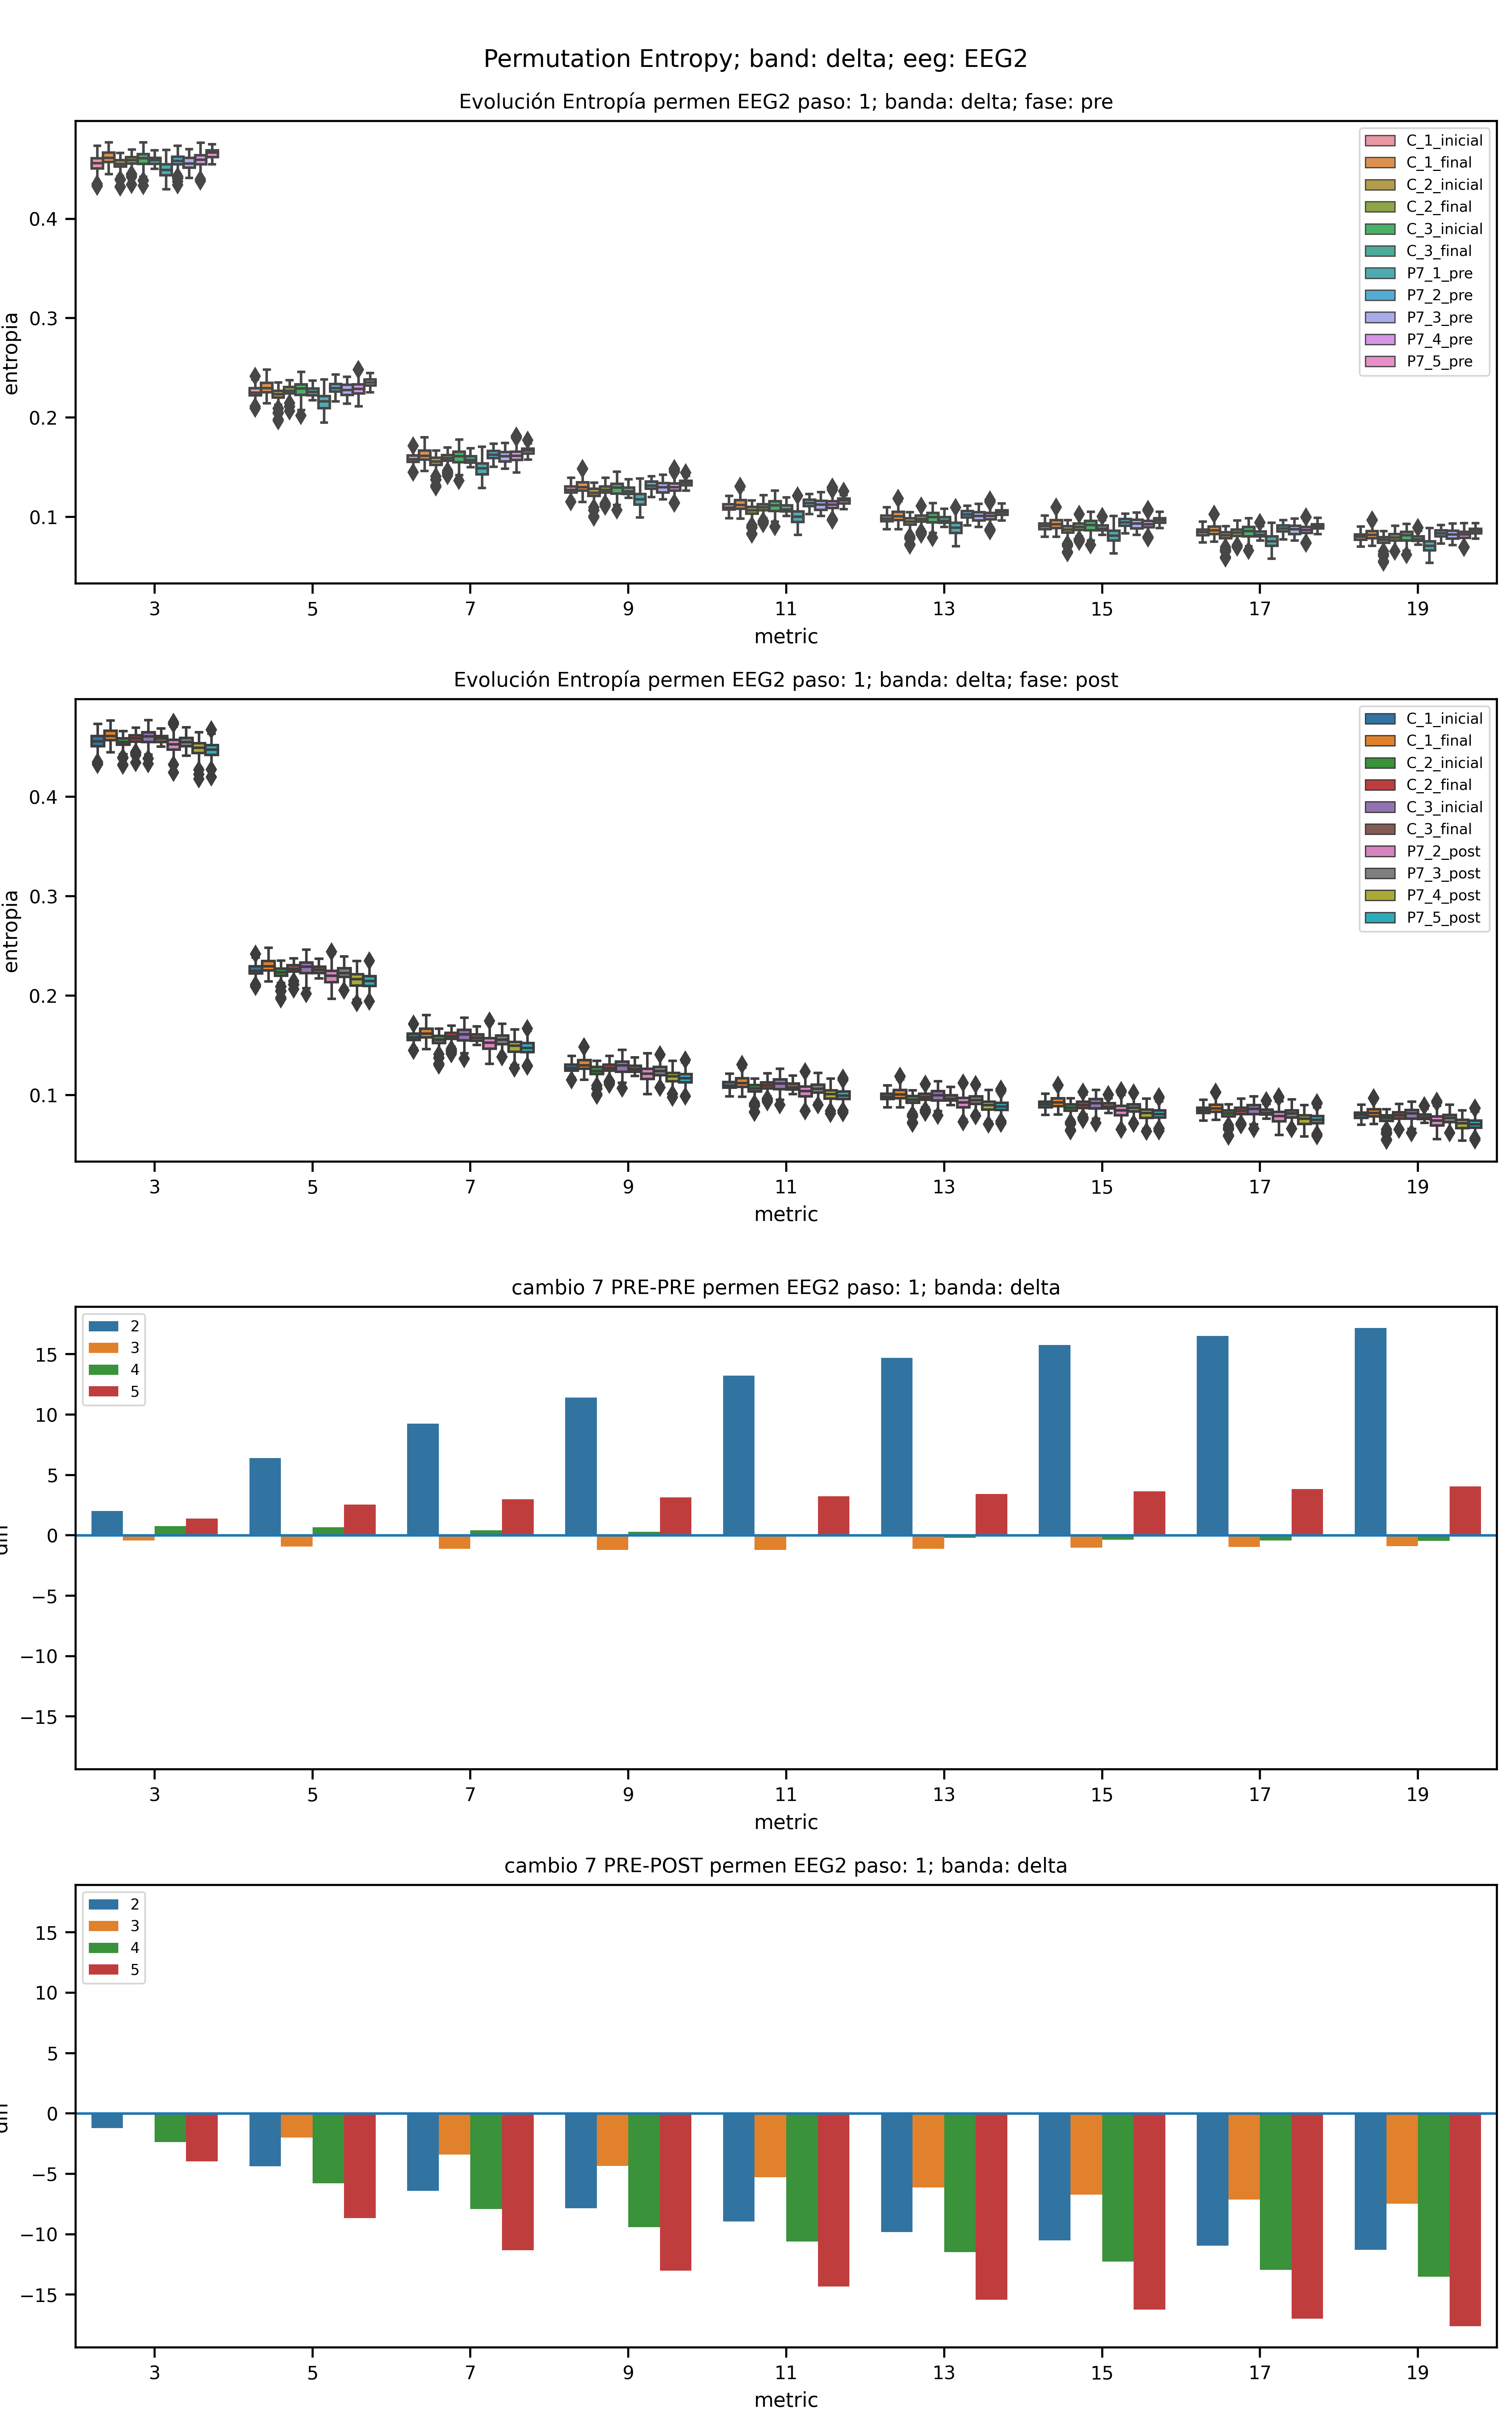 Permutation Entropy; band: delta; eeg: EEG2
Evolución Entropía permen EEG2 paso: 1; banda: delta; fase: pre
entropia
0.4
0.3
0.2
0.1
C_1_inicial
C_1_final
C_2_inicial
C_2_final
C_3_inicial
C_3_final
P7_1_pre
P7_2_pre
P7_3_pre
P7_4_pre
P7_5_pre
3 5 7 9 11 13 15 17 19
metric
Evolución Entropía permen EEG2 paso: 1; banda: delta; fase: post
entropia
0.4
0.3
0.2
0.1
C_1_inicial
C_1_final
C_2_inicial
C_2_final
C_3_inicial
C_3_final
P7_2_post
P7_3_post
P7_4_post
P7_5_post
3 5 7 9 11 13 15 17 19
metric
cambio 7 PRE-PRE permen EEG2 paso: 1; banda: delta
2
3
4
5
15
10
5
0
−5
−10
−15
3 5 7 9 11 13 15 17 19
metric
cambio 7 PRE-POST permen EEG2 paso: 1; banda: delta
2
3
4
5
15
10
5
0
−5
−10
−15
3 5 7 9 11 13 15 17 19
metric